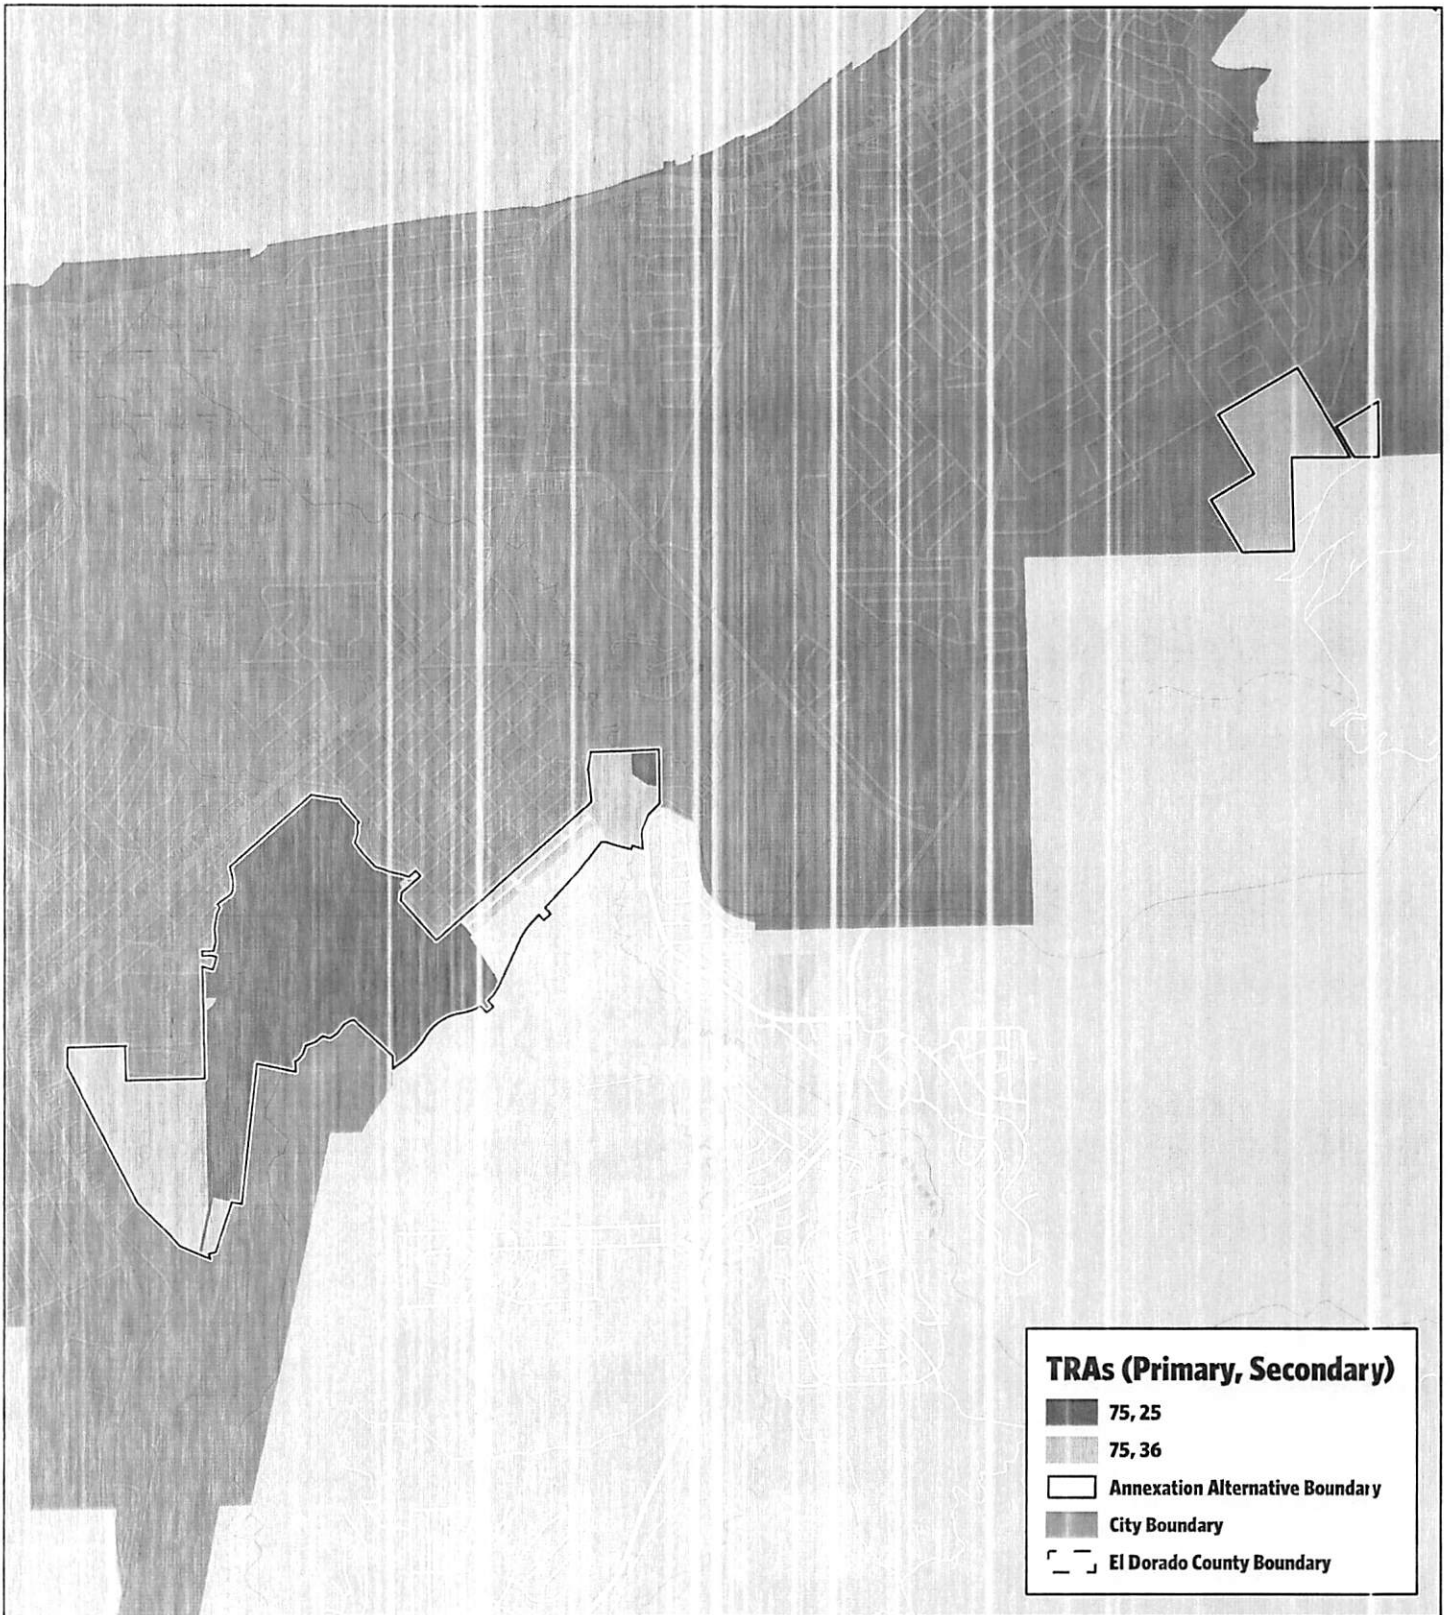 TRAs (Primary, Secondary)
75, 25
75, 36
Annexation Alternative Boundary
City Boundary
El Dorado County Boundary